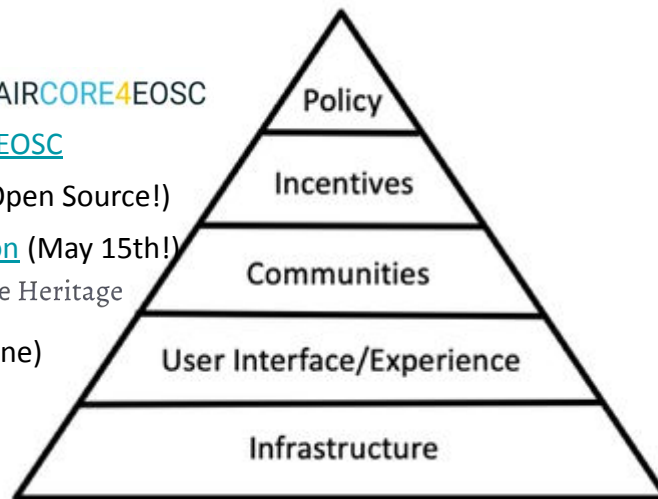 AIRCORE4EOSC
EOSC
Open Source!)
on (May 15th!)
e Heritage
ne)
Policy
Incentives
Communities
User Interface/Experience
Infrastructure